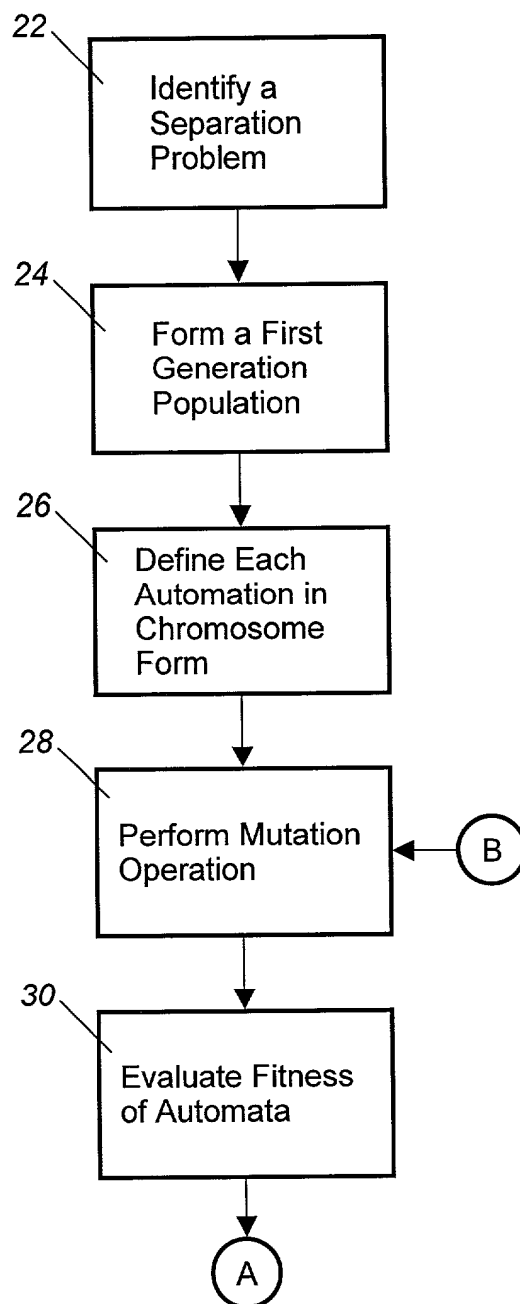 22
Identify a
Separation
Problem
24
Form a First
Generation
Population
26
Define Each
Automation in
Chromosome
Form
28
Perform Mutation
Operation
B
30
Evaluate Fitness
of Automata
A